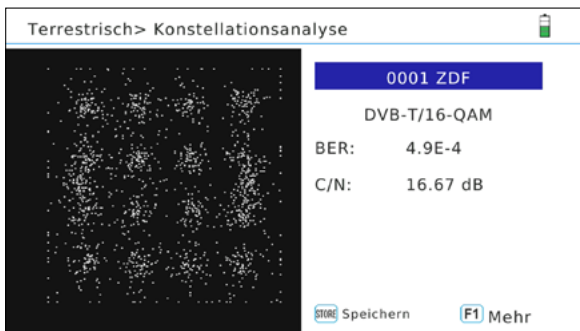 Terrestrisch> Konstellationsanalyse
0001 ZDF
DVB-T/16-QAM
BER: 4.9E-4
C/N: 16.67 dB
STORE Speichern F1 Mehr